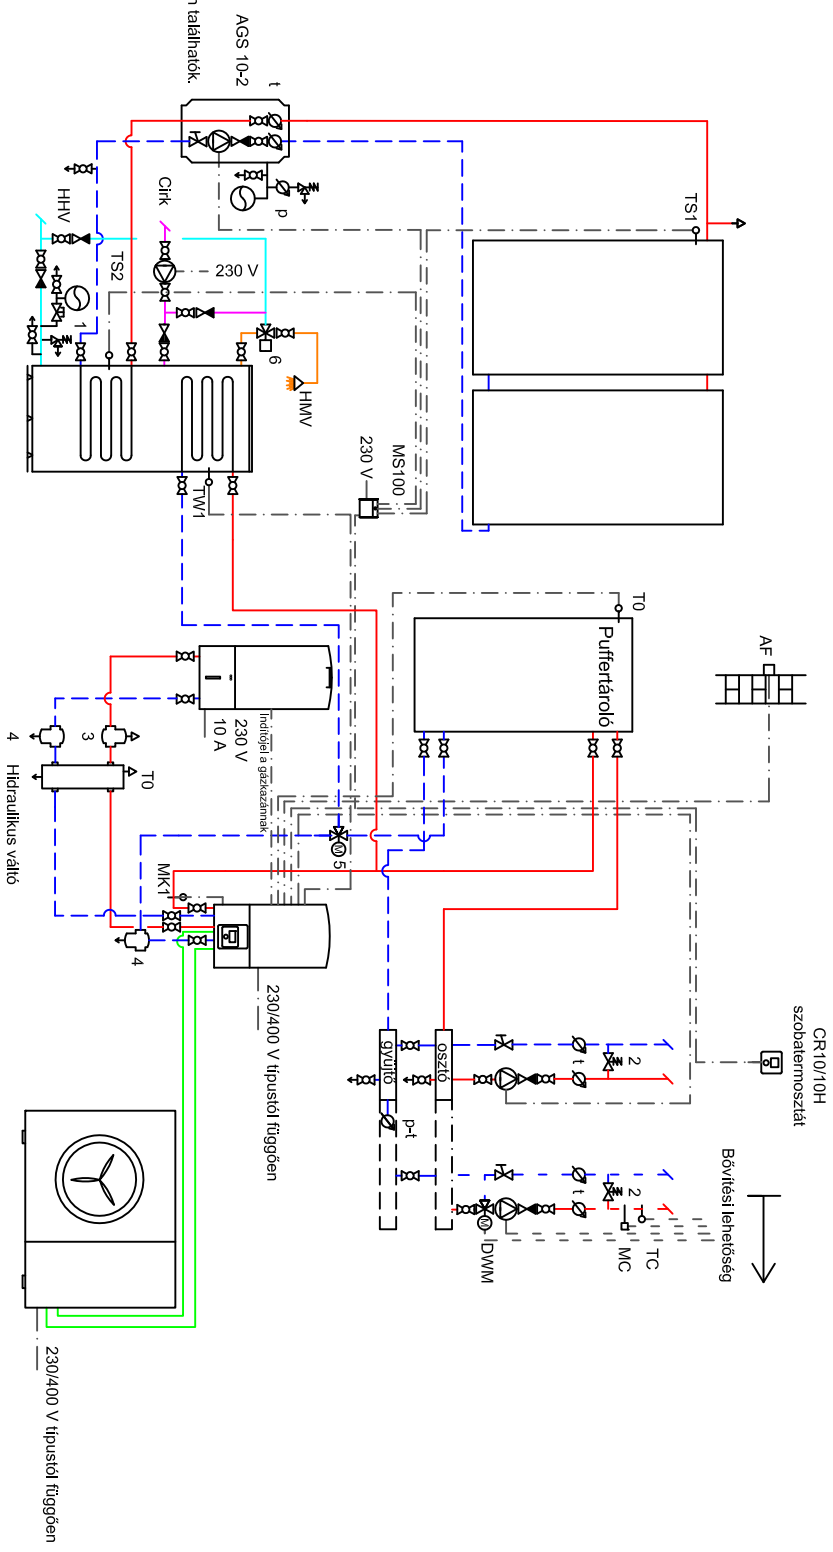 n találhatók.
AGS 10-2
t
p
TS1
HHV
Cirk
230 V
TS2
1
6
HMV
TW1
MS100
230 V
T0
Puffertároló
AF
230 V
10 A
Indítójel a gázkazánnak
3
4
T0
Hidraulikus váltó
M
5
MK1
4
230/400 V típustól függően
gyűjtő
osztó
p-t
t
2
CR10/10H
szobatermosztát
t
2
M
DWM
MC
TC
Bővítési lehetőség
230/400 V típustól függően